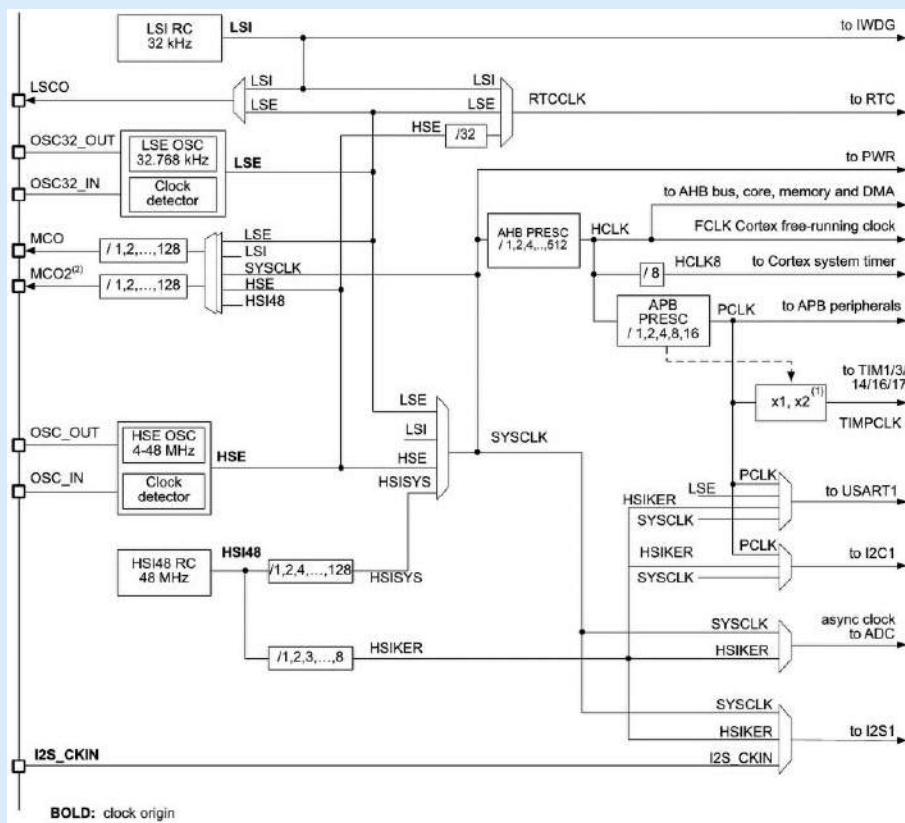 LSI RC
32 kHz
LSI
to IWDG
LSCO
LSI
LSE
LSI
LSE
HSE
/32
RTCCLK
to RTC
OSC32_OUT
LSE OSC
32.768 kHz
LSE
OSC32_IN
Clock
detector
to PWR
to AHB bus, core, memory and DMA
AHB PRESC
/ 1,2,4,..,512
HCLK
FCLK Cortex free-running clock
MCO
/ 1,2,...,128
MCO2(2)
/ 1,2,...,128
LSE
LSI
SYSCLK
HSE
HSI48
/ 8
HCLK8
to Cortex system timer
APB
PRESC
/ 1,2,4,8,16
PCLK
to APB peripherals
x1, x2(1)
to TIM1/3/
14/16/17
TIMPCLK
LSE
LSI
HSE
HSISYS
SYSCLK
OSC_OUT
HSE OSC
4-48 MHz
HSE
OSC_IN
Clock
detector
PCLK
LSE
HSIKER
SYSCLK
to USART1
HSI48 RC
48 MHz
HSI48
/1,2,4,...,128
HSISYS
PCLK
HSIKER
SYSCLK
to I2C1
/1,2,3,...,8
HSIKER
SYSCLK
HSIKER
async clock
to ADC
SYSCLK
HSIKER
I2S_CKIN
to I2S1
I2S_CKIN
BOLD: clock origin